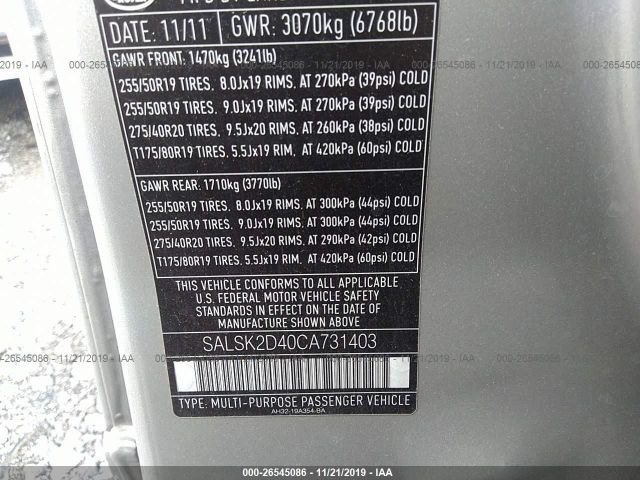 DATE: 11/11 GWR: 3070kg (6768lb)
GAWR FRONT: 1470kg (3241lb)
000-26545086 - 11/21/2019 - IAA 000-26545086 - 11/21/2019 - IAA 000-26545086 - 11/21/2019 - IAA
255/50R19 TIRES. 8.0Jx19 RIMS. AT 270kPa (39psi) COLD
255/50R19 TIRES. 9.0Jx19 RIMS. AT 270kPa (39psi) COLD
275/40R20 TIRES. 9.5Jx20 RIMS. AT 260kPa (38psi) COLD
T175/80R19 TIRES. 5.5Jx19 RIM. AT 420kPa (60psi) COLD
GAWR REAR: 1710kg (3770lb)
255/50R19 TIRES. 8.0Jx19 RIMS. AT 300kPa (44psi) COLD
255/50R19 TIRES. 9.0Jx19 RIMS. AT 300kPa (44psi) COLD
275/40R20 TIRES. 9.5Jx20 RIMS. AT 290kPa (42psi) COLD
T175/80R19 TIRES. 5.5Jx19 RIM. AT 420kPa (60psi) COLD
THIS VEHICLE CONFORMS TO ALL APPLICABLE
U.S. FEDERAL MOTOR VEHICLE SAFETY
STANDARDS IN EFFECT ON THE DATE OF
MANUFACTURE SHOWN ABOVE
SALSK2D40CA731403
000-26545086 - 11/21/2019 - IAA 000-26545086 - 11/21/2019 - IAA
TYPE: MULTI-PURPOSE PASSENGER VEHICLE
AH32-19A354-BA
000-26545086 - 11/21/2019 - IAA